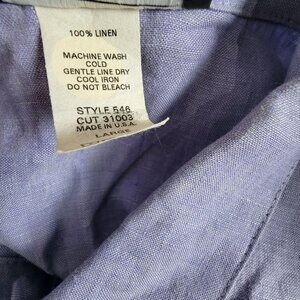 100% LINEN
MACHINE WASH
COLD
GENTLE LINE DRY
COOL IRON
DO NOT BLEACH
STYLE 546
CUT 31003
MADE IN U.S.A.
LARGE